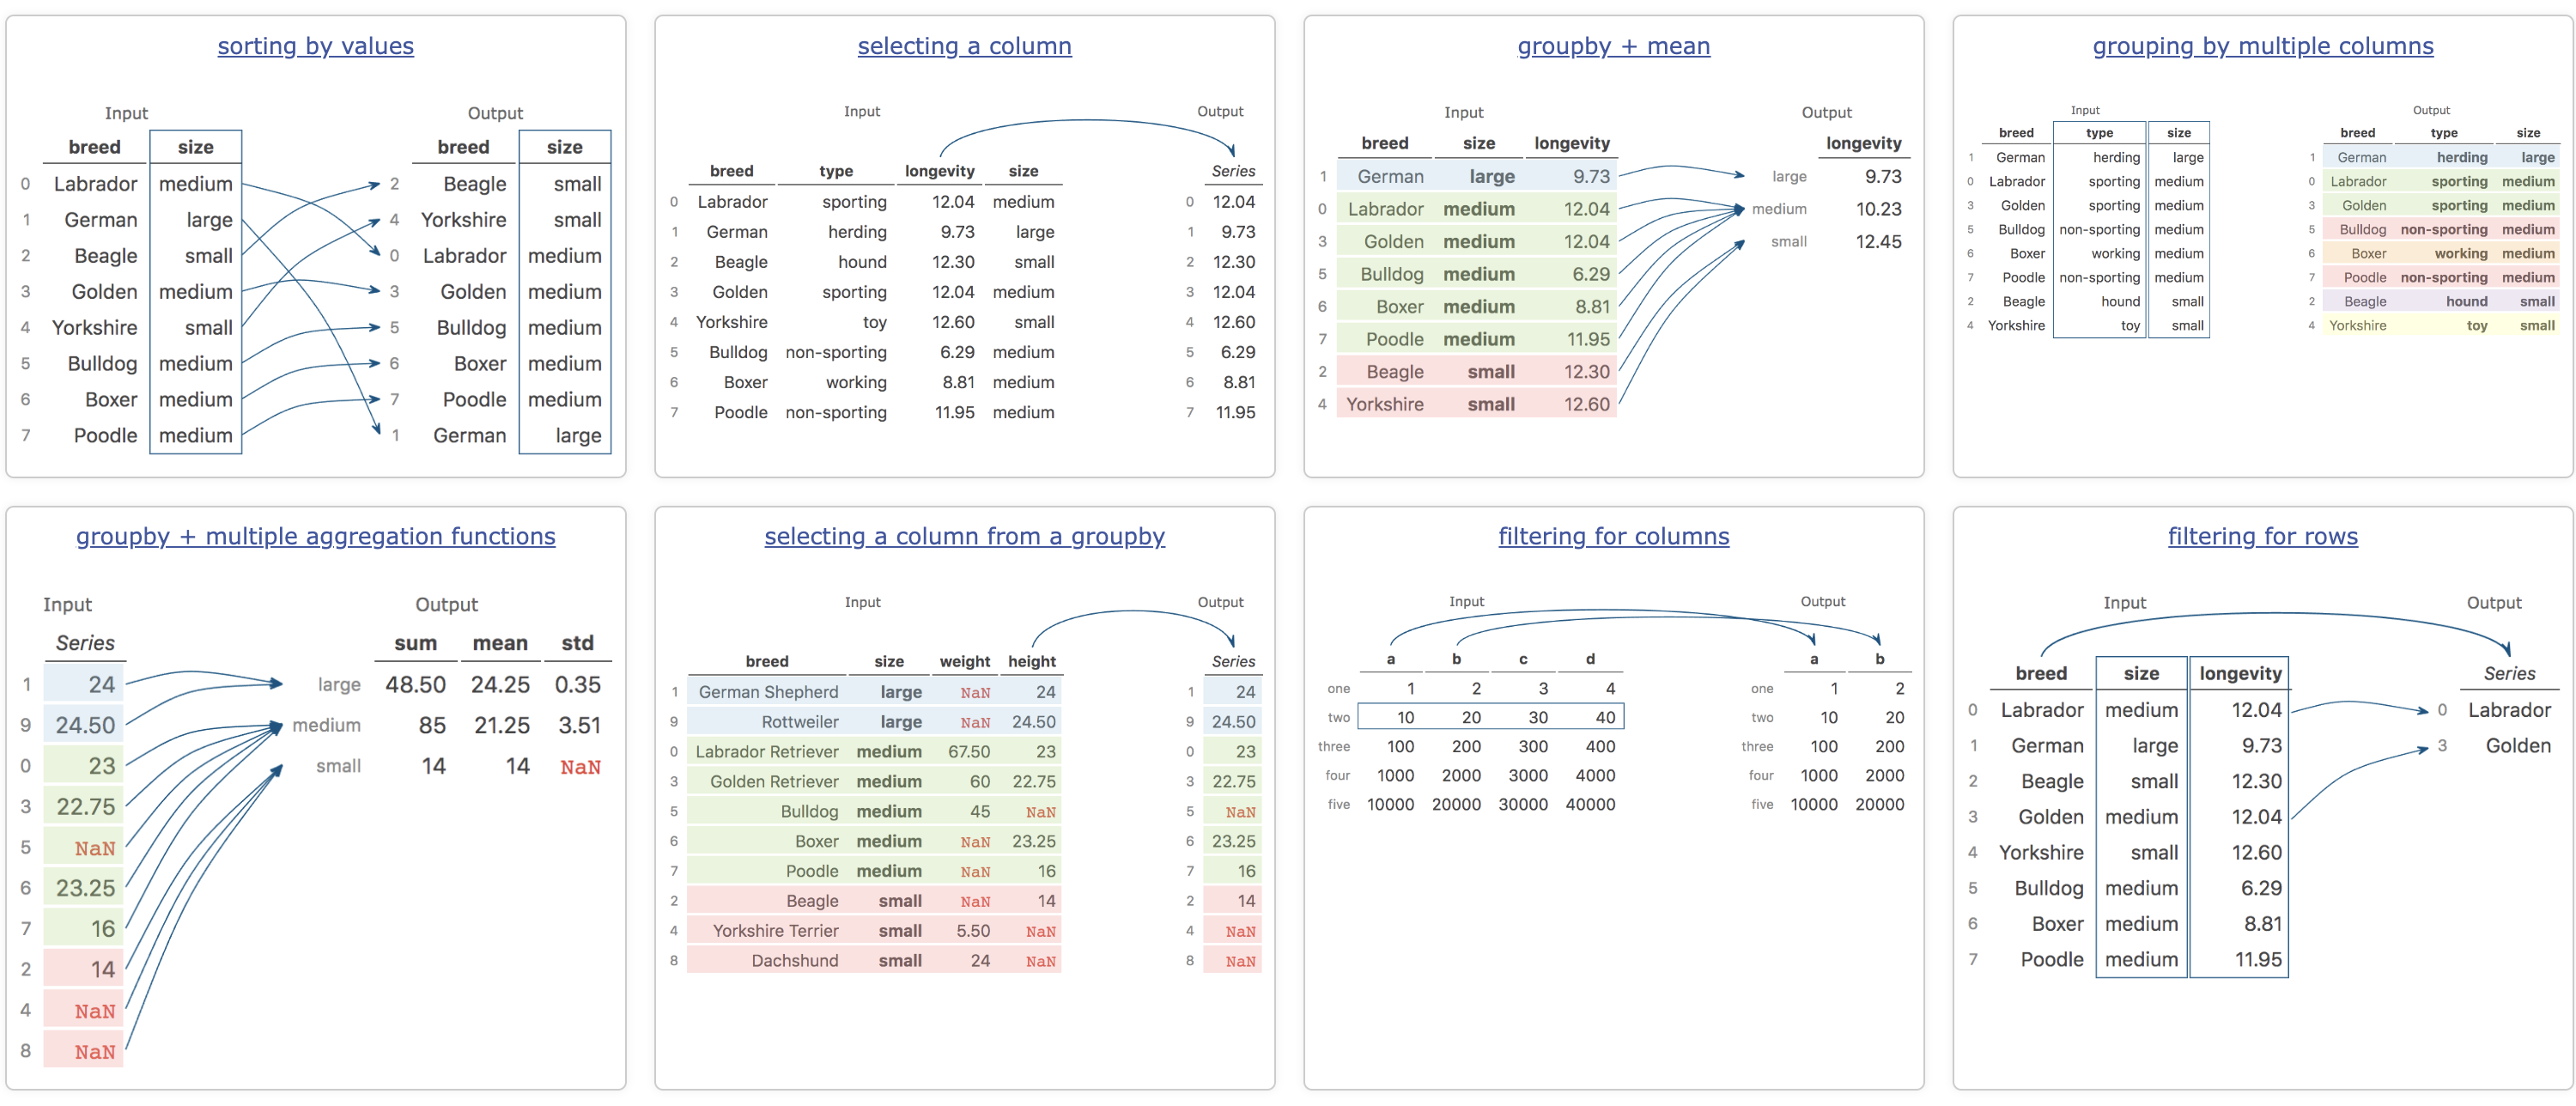 sorting by values
Input Output
breed size breed size
0 Labrador medium 2 Beagle small
1 German large 4 Yorkshire small
2 Beagle small 0 Labrador medium
3 Golden medium 3 Golden medium
4 Yorkshire small 5 Bulldog medium
5 Bulldog medium 6 Boxer medium
6 Boxer medium 7 Poodle medium
7 Poodle medium 1 German large
selecting a column
Input Output
breed type longevity size Series
0 Labrador sporting 12.04 medium 0 12.04
1 German herding 9.73 large 1 9.73
2 Beagle hound 12.30 small 2 12.30
3 Golden sporting 12.04 medium 3 12.04
4 Yorkshire toy 12.60 small 4 12.60
5 Bulldog non-sporting 6.29 medium 5 6.29
6 Boxer working 8.81 medium 6 8.81
7 Poodle non-sporting 11.95 medium 7 11.95
groupby + mean
Input Output
breed size longevity longevity
1 German large 9.73 large 9.73
0 Labrador medium 12.04 medium 10.23
3 Golden medium 12.04 small 12.45
5 Bulldog medium 6.29
6 Boxer medium 8.81
7 Poodle medium 11.95
2 Beagle small 12.30
4 Yorkshire small 12.60
grouping by multiple columns
Input Output
breed type size breed type size
1 German herding large 1 German herding large
0 Labrador sporting medium 0 Labrador sporting medium
3 Golden sporting medium 3 Golden sporting medium
5 Bulldog non-sporting medium 5 Bulldog non-sporting medium
6 Boxer working medium 6 Boxer working medium
7 Poodle non-sporting medium 7 Poodle non-sporting medium
2 Beagle hound small 2 Beagle hound small
4 Yorkshire toy small 4 Yorkshire toy small
groupby + multiple aggregation functions
Input Output
Series sum mean std
1 24 large 48.50 24.25 0.35
9 24.50 medium 85 21.25 3.51
0 23 small 14 14 NaN
3 22.75
5 NaN
6 23.25
7 16
2 14
4 NaN
8 NaN
selecting a column from a groupby
Input Output
breed size weight height Series
1 German Shepherd large NaN 24 1 24
9 Rottweiler large NaN 24.50 9 24.50
0 Labrador Retriever medium 67.50 23 0 23
3 Golden Retriever medium 60 22.75 3 22.75
5 Bulldog medium 45 NaN 5 NaN
6 Boxer medium NaN 23.25 6 23.25
7 Poodle medium NaN 16 7 16
2 Beagle small NaN 14 2 14
4 Yorkshire Terrier small 5.50 NaN 4 NaN
8 Dachshund small 24 NaN 8 NaN
filtering for columns
Input Output
a b c d a b
one 1 2 3 4 one 1 2
two 10 20 30 40 two 10 20
three 100 200 300 400 three 100 200
four 1000 2000 3000 4000 four 1000 2000
five 10000 20000 30000 40000 five 10000 20000
filtering for rows
Input Output
breed size longevity Series
0 Labrador medium 12.04 0 Labrador
1 German large 9.73 3 Golden
2 Beagle small 12.30
3 Golden medium 12.04
4 Yorkshire small 12.60
5 Bulldog medium 6.29
6 Boxer medium 8.81
7 Poodle medium 11.95